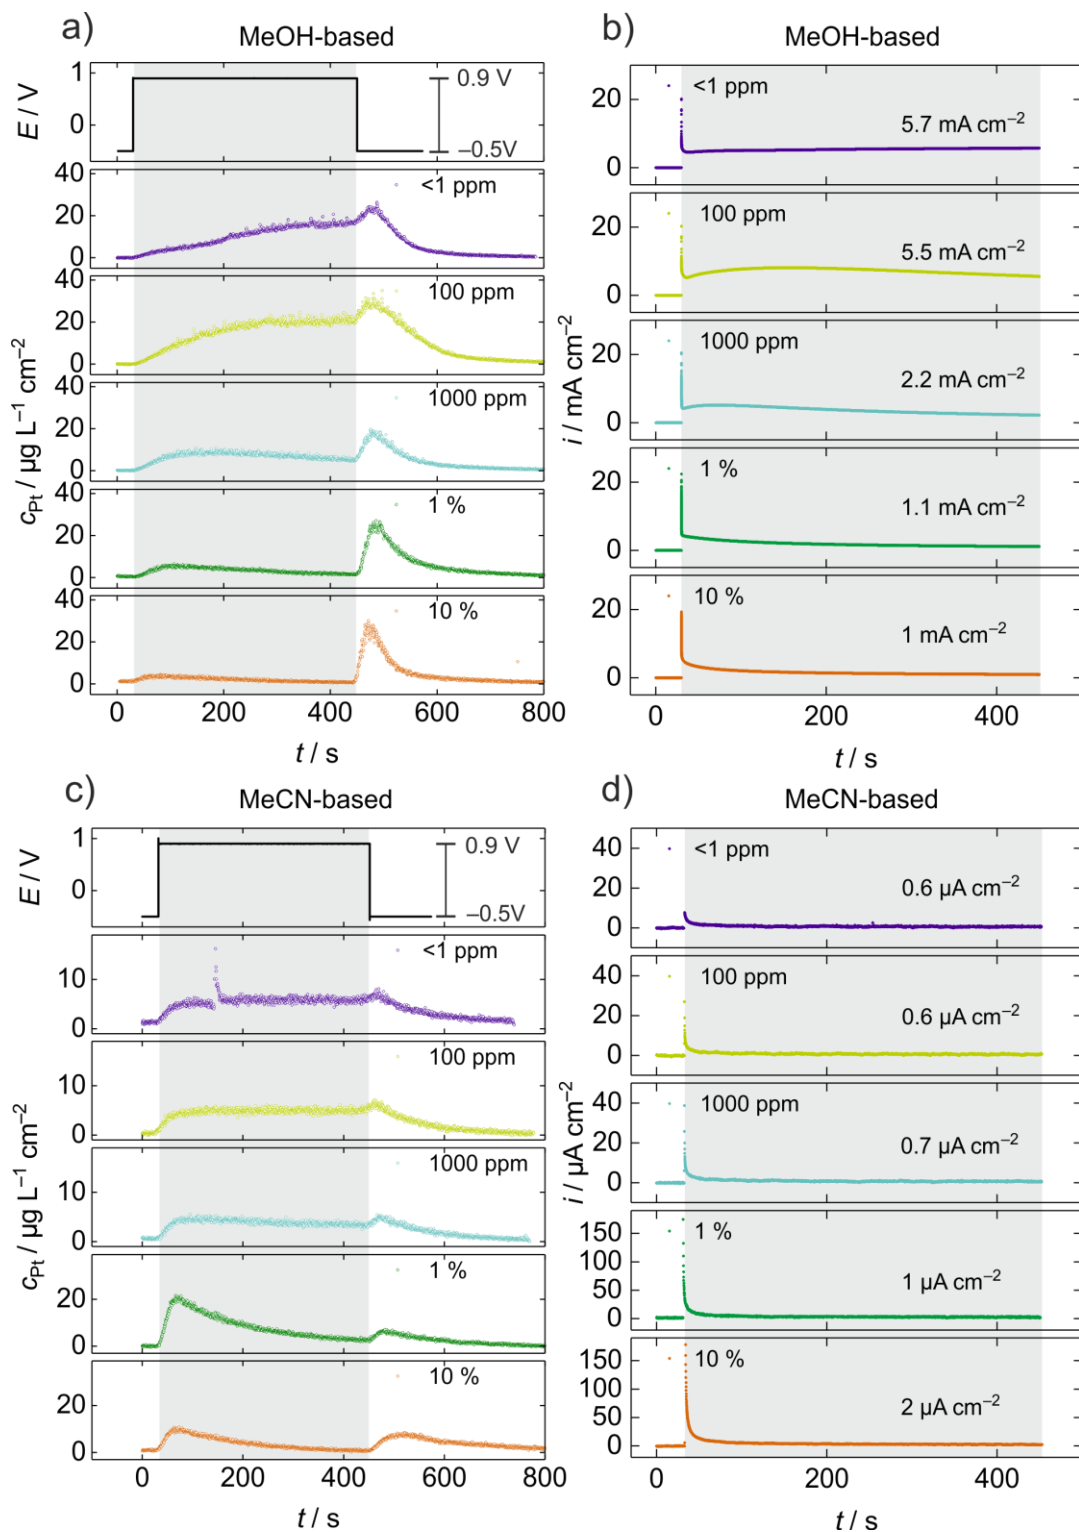 a)
MeOH-based
E / V
1
0
0.9 V
−0.5V
40
20
0
<1 ppm
40
20
0
100 ppm
40
20
0
1000 ppm
40
20
0
1 %
40
20
0
10 %
cPt / µg L−1 cm−2
0 200 400 600 800
t / s
b)
MeOH-based
20
0
<1 ppm
5.7 mA cm−2
20
0
100 ppm
5.5 mA cm−2
20
0
1000 ppm
2.2 mA cm−2
20
0
1 %
1.1 mA cm−2
20
0
10 %
1 mA cm−2
i / mA cm−2
0 200 400
t / s
c)
MeCN-based
E / V
1
0
0.9 V
−0.5V
10
0
<1 ppm
10
0
100 ppm
10
0
1000 ppm
20
0
1 %
20
0
10 %
cPt / µg L−1 cm−2
0 200 400 600 800
t / s
d)
MeCN-based
40
20
0
<1 ppm
0.6 µA cm−2
40
20
0
100 ppm
0.6 µA cm−2
40
20
0
1000 ppm
0.7 µA cm−2
150
100
50
0
1 %
1 µA cm−2
150
100
50
0
10 %
2 µA cm−2
i / µA cm−2
0 200 400
t / s